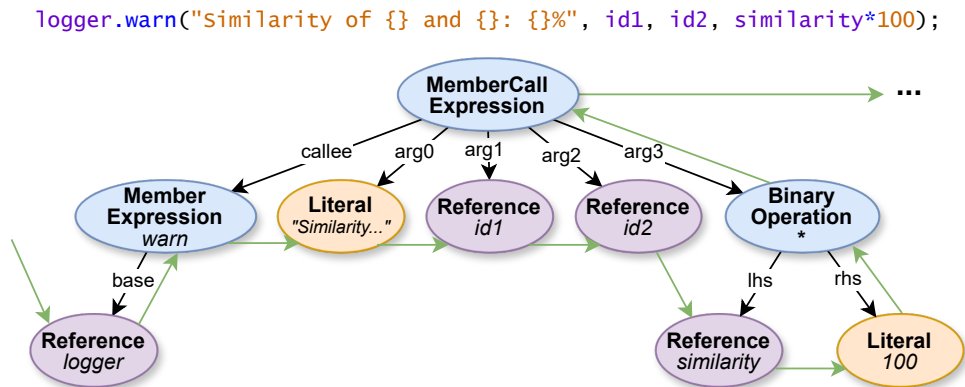 logger.warn("Similarity of {} and {}: {}%", id1, id2, similarity*100);
MemberCall
Expression
...
callee
arg0
arg1
arg2
arg3
Member
Expression
warn
Literal
"Similarity..."
Reference
id1
Reference
id2
Binary
Operation
*
base
lhs
rhs
Reference
logger
Reference
similarity
Literal
100